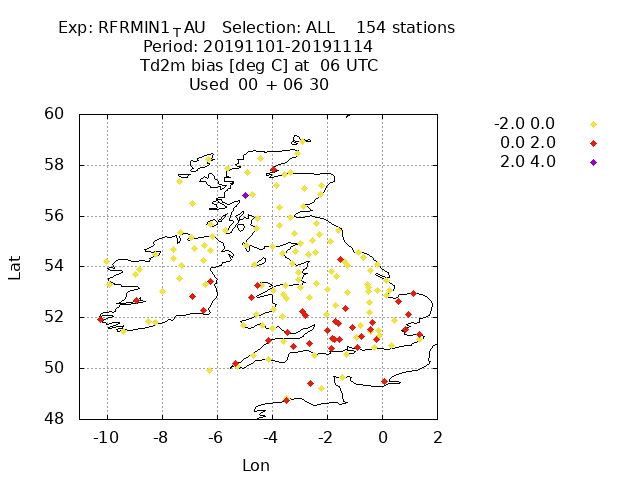 Exp: RFRMIN1TAU Selection: ALL 154 stations
Period: 20191101-20191114
Td2m bias [deg C] at 06 UTC
Used 00 + 06 30
-2.0 0.0
0.0 2.0
2.0 4.0
60
58
56
54
52
50
48
Lat
-10 -8 -6 -4 -2 0 2
Lon